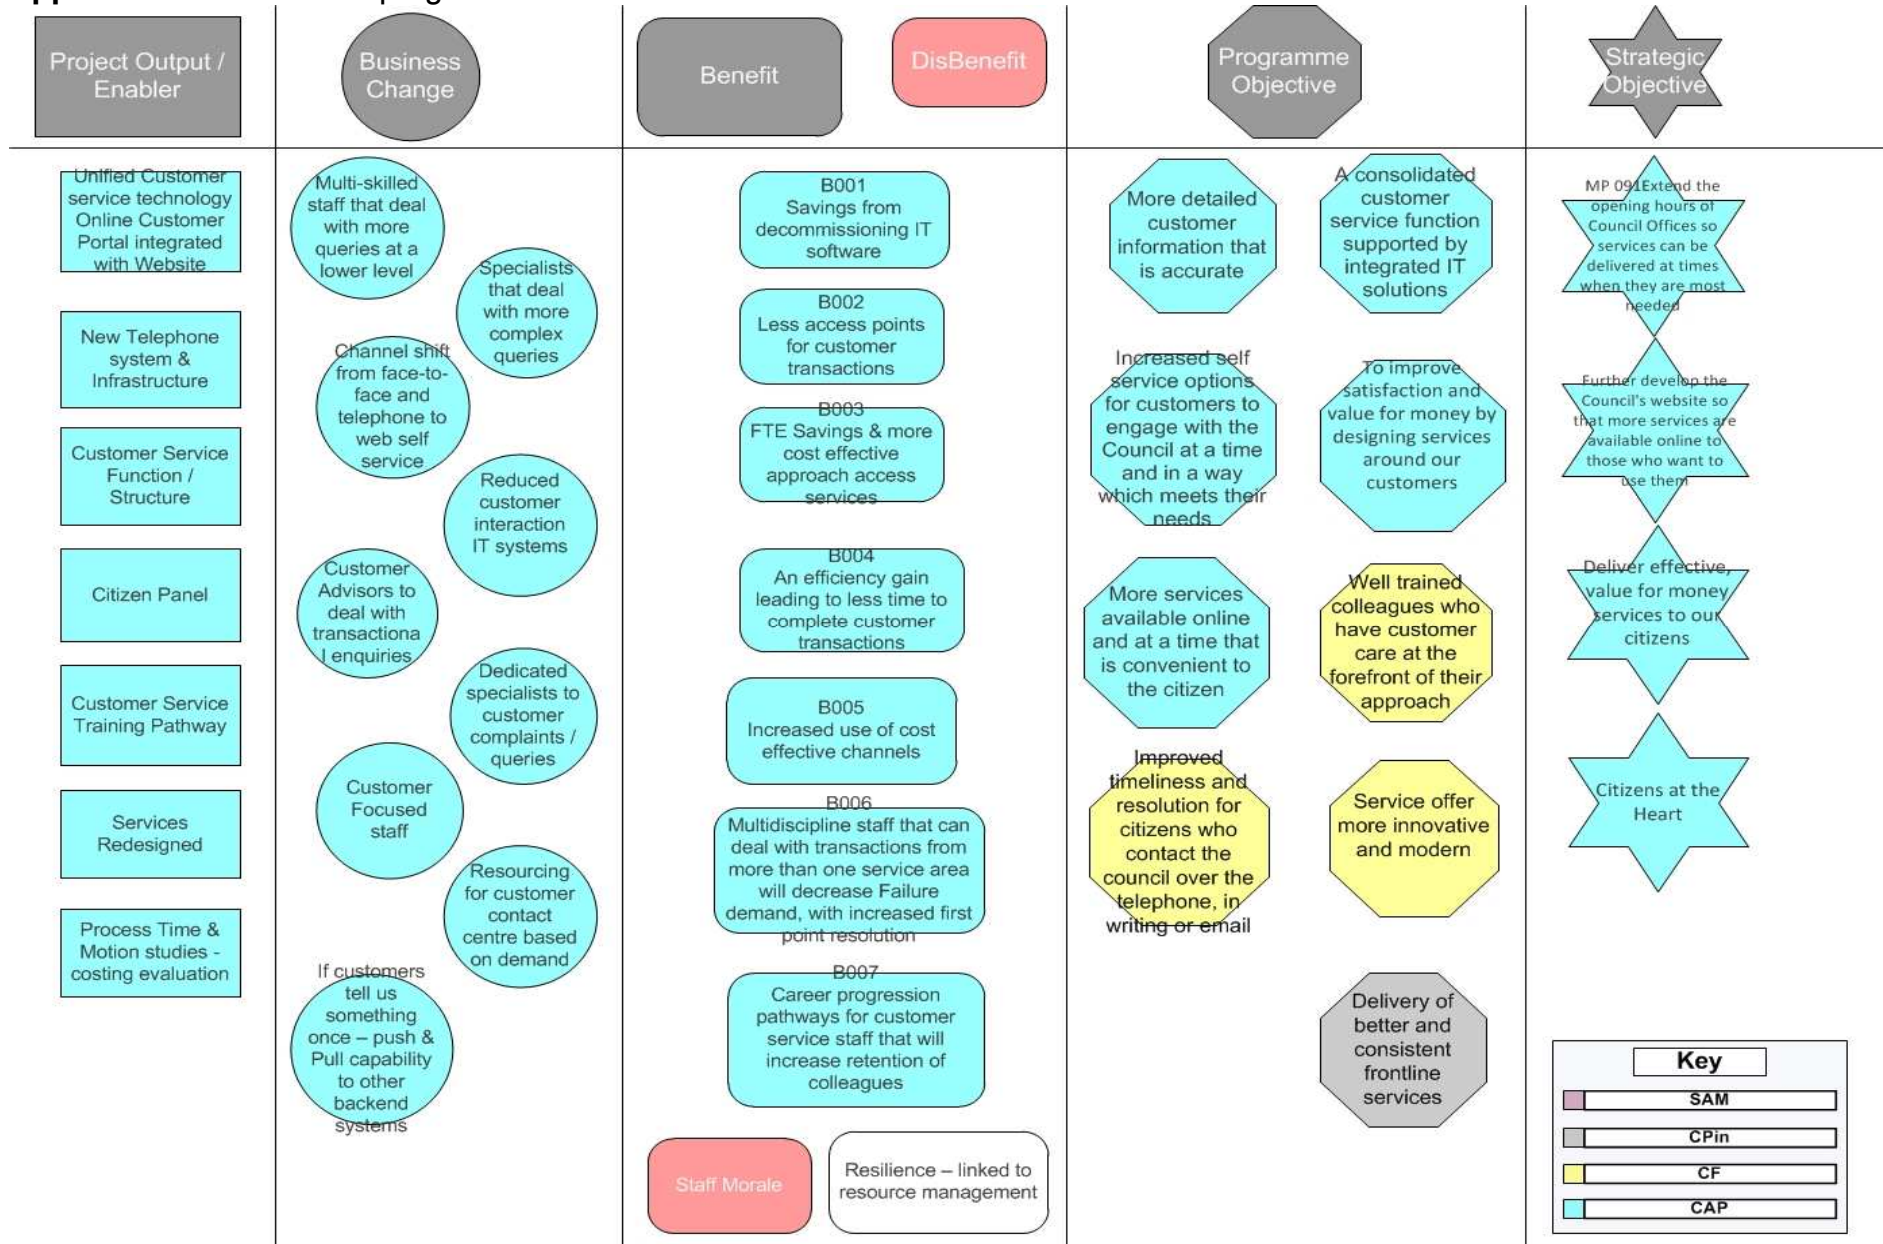 Project Output /
Enabler
Business
Change
Benefit
DisBenefit
Programme
Objective
Strategic
Objective
Unified Customer
service technology
Online Customer
Portal integrated
with Website
New Telephone
system &
Infrastructure
Customer Service
Function /
Structure
Citizen Panel
Customer Service
Training Pathway
Services
Redesigned
Process Time &
Motion studies -
costing evaluation
Multi-skilled
staff that deal
with more
queries at a
lower level
Specialists
that deal
with more
complex
queries
Channel shift
from face-to-
face and
telephone to
web self
service
Reduced
customer
interaction
IT systems
Customer
Advisors to
deal with
transactiona
l enquiries
Dedicated
specialists to
customer
complaints /
queries
Customer
Focused
staff
Resourcing
for customer
contact
centre based
on demand
If customers
tell us
something
once – push &
Pull capability
to other
backend
systems
B001
Savings from
decommissioning IT
software
B002
Less access points
for customer
transactions
B003
FTE Savings & more
cost effective
approach access
services
B004
An efficiency gain
leading to less time to
complete customer
transactions
B005
Increased use of cost
effective channels
B006
Multidiscipline staff that can
deal with transactions from
more than one service area
will decrease Failure
demand, with increased first
point resolution
B007
Career progression
pathways for customer
service staff that will
increase retention of
colleagues
Staff Morale
Resilience – linked to
resource management
More detailed
customer
information that
is accurate
A consolidated
customer
service function
supported by
integrated IT
solutions
Increased self
service options
for customers to
engage with the
Council at a time
and in a way
which meets their
needs
To improve
satisfaction and
value for money by
designing services
around our
customers
More services
available online
and at a time that
is convenient to
the citizen
Well trained
colleagues who
have customer
care at the
forefront of their
approach
Improved
timeliness and
resolution for
citizens who
contact the
council over the
telephone, in
writing or email
Service offer
more innovative
and modern
Delivery of
better and
consistent
frontline
services
MP 091Extend the
opening hours of
Council Offices so
services can be
delivered at times
when they are most
needed
Further develop the
Council's website so
that more services are
available online to
those who want to
use them
Deliver effective,
value for money
services to our
citizens
Citizens at the
Heart
Key
SAM
CPin
CF
CAP